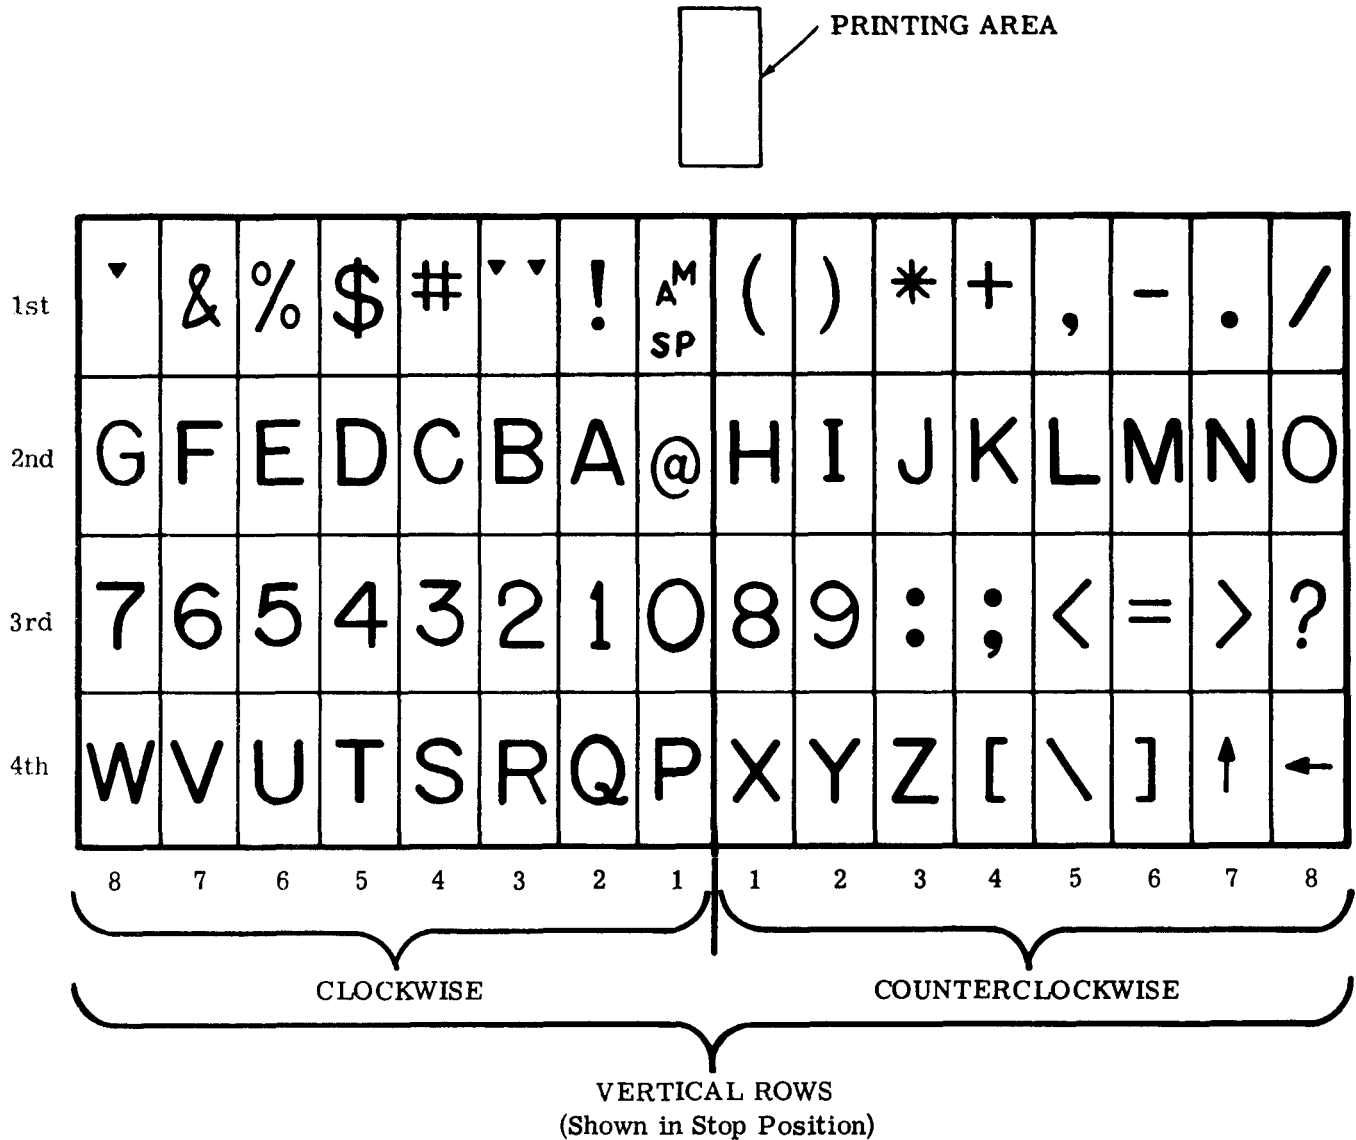 PRINTING AREA
1st ' & % $ # " ! AM SP ( ) * + , - . /
2nd G F E D C B A @ H I J K L M N O
3rd 7 6 5 4 3 2 1 0 8 9 : ; < = > ?
4th W V U T S R Q P X Y Z [ \ ] ↑ ←
8 7 6 5 4 3 2 1 1 2 3 4 5 6 7 8
CLOCKWISE COUNTERCLOCKWISE
VERTICAL ROWS
(Shown in Stop Position)